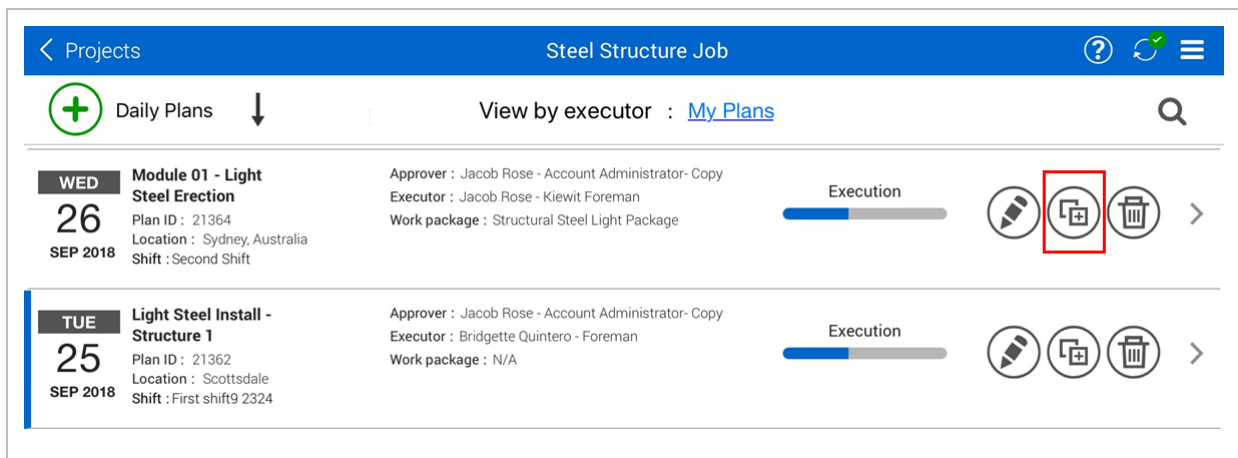 Projects
Steel Structure Job
Daily Plans
View by executor : My Plans
WED
26
SEP 2018
Module 01 - Light
Steel Erection
Plan ID : 21364
Location : Sydney, Australia
Shift : Second Shift
Approver : Jacob Rose - Account Administrator- Copy
Executor : Jacob Rose - Kiewit Foreman
Work package : Structural Steel Light Package
Execution
TUE
25
SEP 2018
Light Steel Install -
Structure 1
Plan ID : 21362
Location : Scottsdale
Shift : First shift9 2324
Approver : Jacob Rose - Account Administrator- Copy
Executor : Bridgette Quintero - Foreman
Work package : N/A
Execution